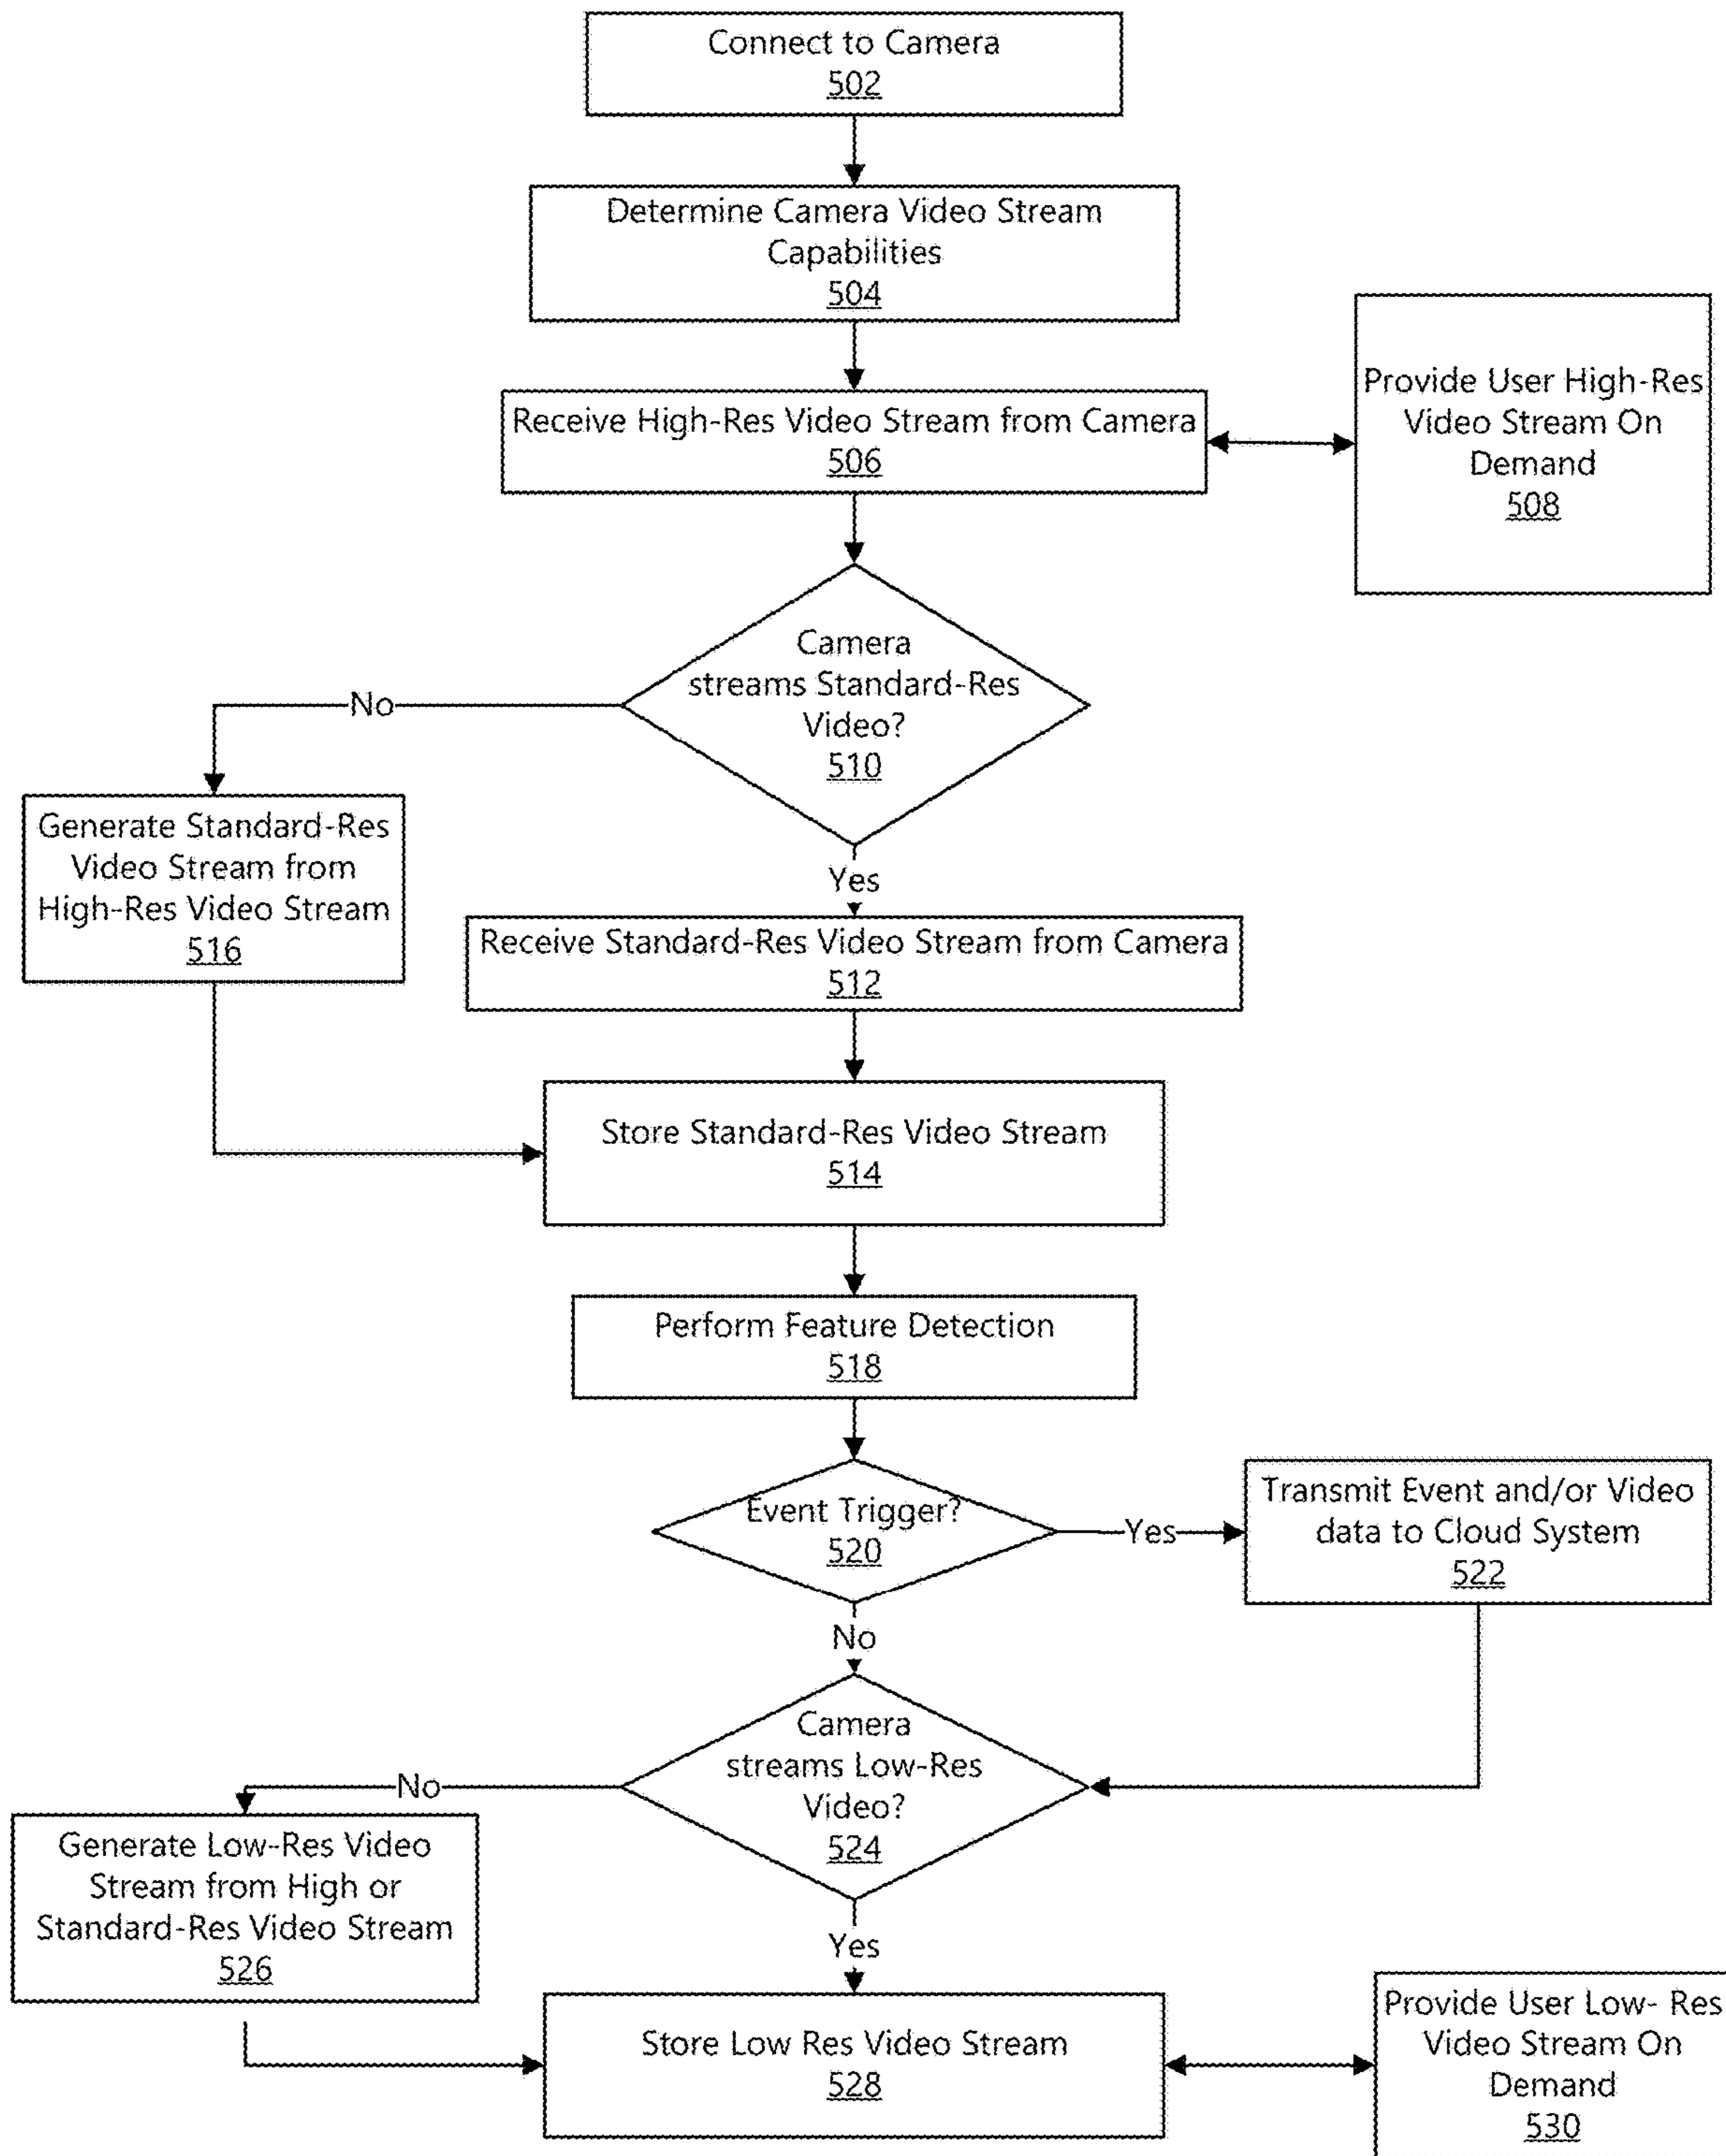 Connect to Camera
502
Determine Camera Video Stream
Capabilities
504
Receive High-Res Video Stream from Camera
506
Provide User High-Res
Video Stream On
Demand
508
Camera
streams Standard-Res
Video?
510
No
Yes
Generate Standard-Res
Video Stream from
High-Res Video Stream
516
Receive Standard-Res Video Stream from Camera
512
Store Standard-Res Video Stream
514
Perform Feature Detection
518
Event Trigger?
520
Yes
Transmit Event and/or Video
data to Cloud System
522
No
Camera
streams Low-Res
Video?
524
No
Generate Low-Res Video
Stream from High or
Standard-Res Video Stream
526
Yes
Store Low Res Video Stream
528
Provide User Low- Res
Video Stream On
Demand
530